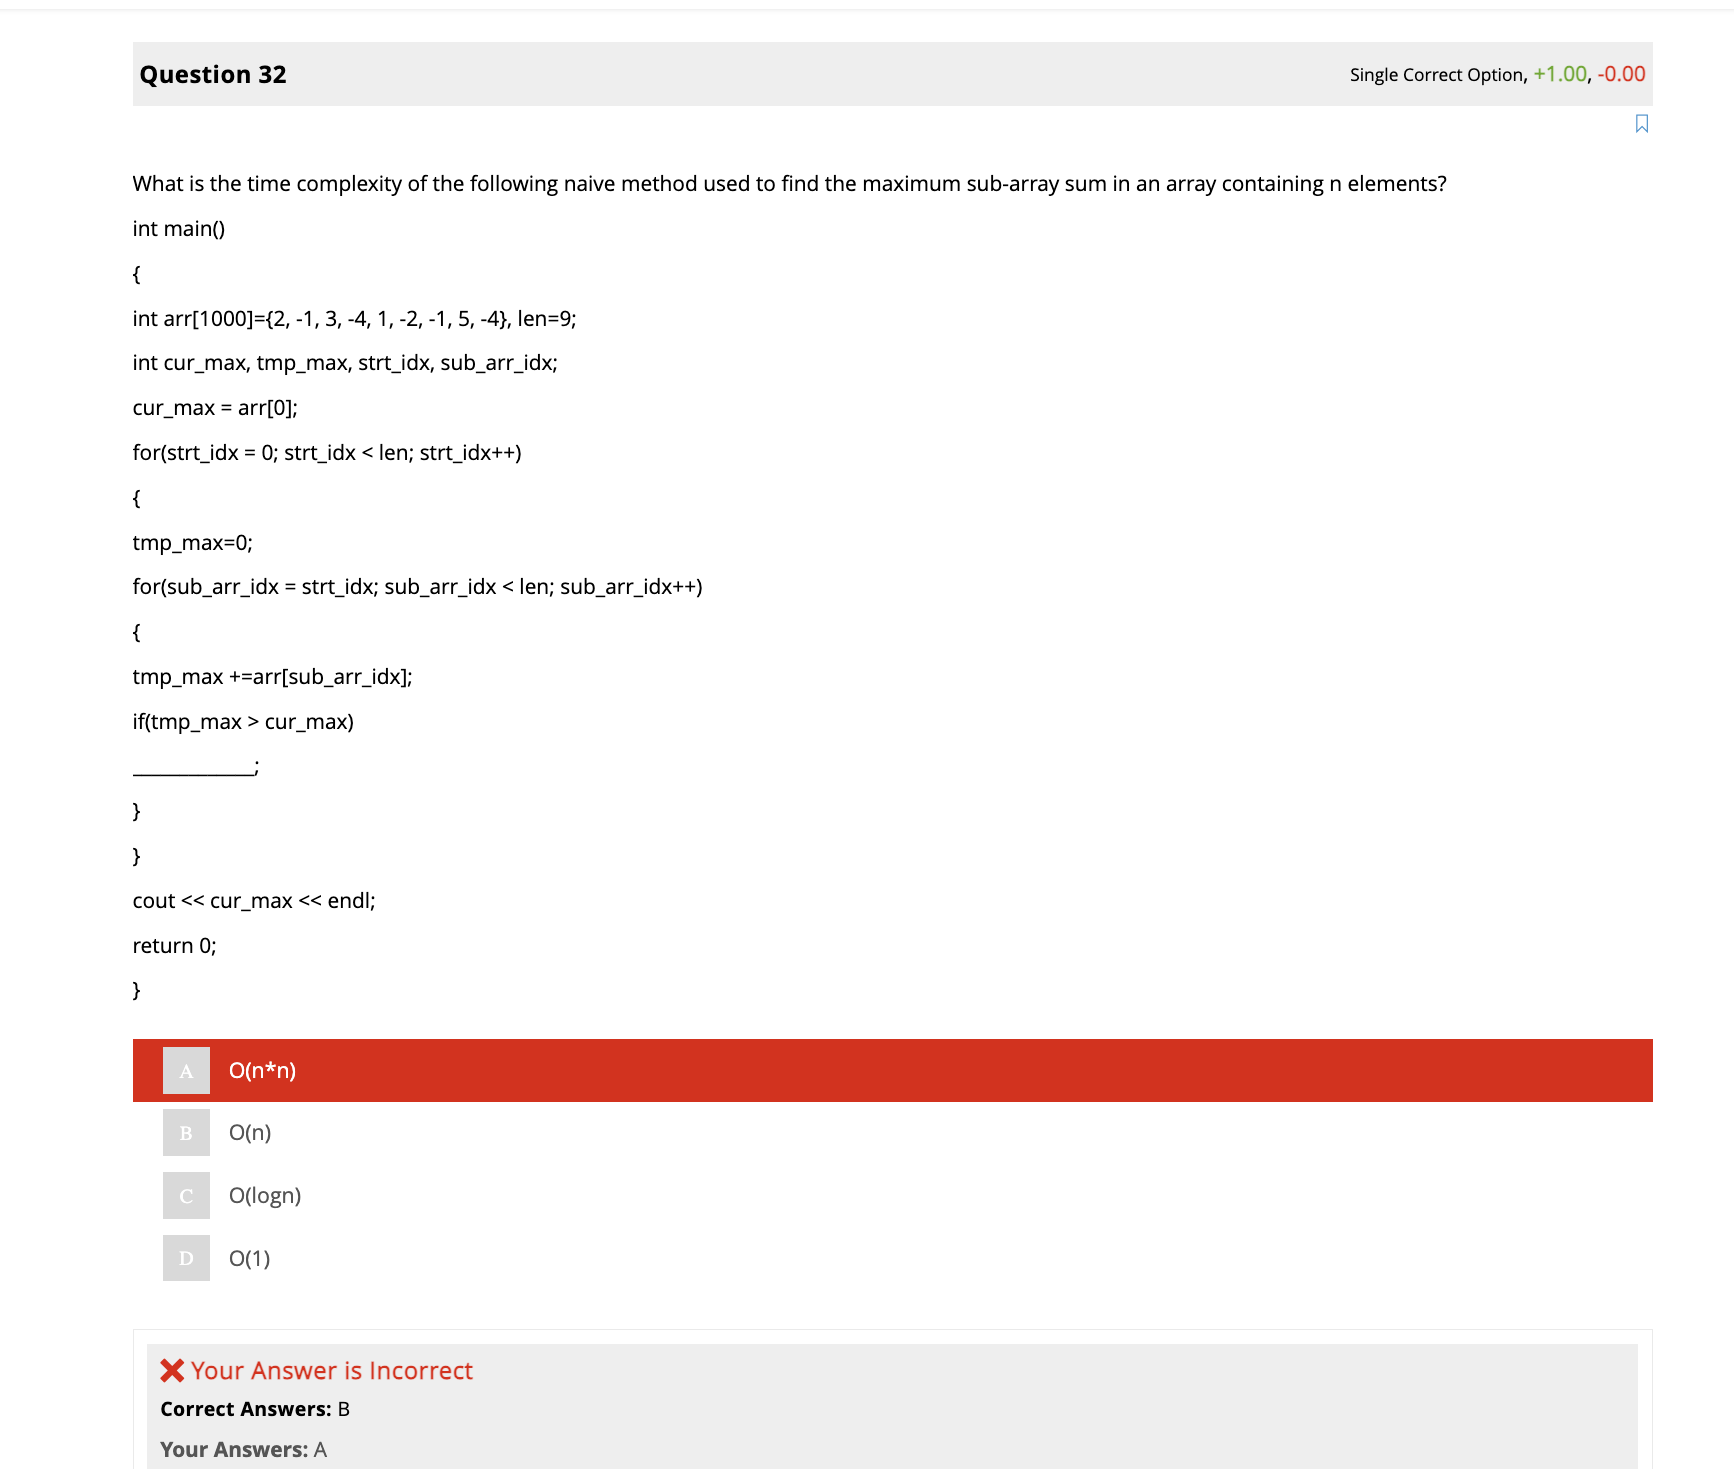 Question 32
Single Correct Option, +1.00, -0.00
What is the time complexity of the following naive method used to find the maximum sub-array sum in an array containing n elements?
int main()
{
int arr[1000]={2, -1, 3, -4, 1, -2, -1, 5, -4}, len=9;
int cur_max, tmp_max, strt_idx, sub_arr_idx;
cur_max = arr[0];
for(strt_idx = 0; strt_idx < len; strt_idx++)
{
tmp_max=0;
for(sub_arr_idx = strt_idx; sub_arr_idx < len; sub_arr_idx++)
{
tmp_max +=arr[sub_arr_idx];
if(tmp_max > cur_max)
___________;
}
}
cout << cur_max << endl;
return 0;
}
A O(n*n)
B O(n)
C O(logn)
D O(1)
Your Answer is Incorrect
Correct Answers: B
Your Answers: A